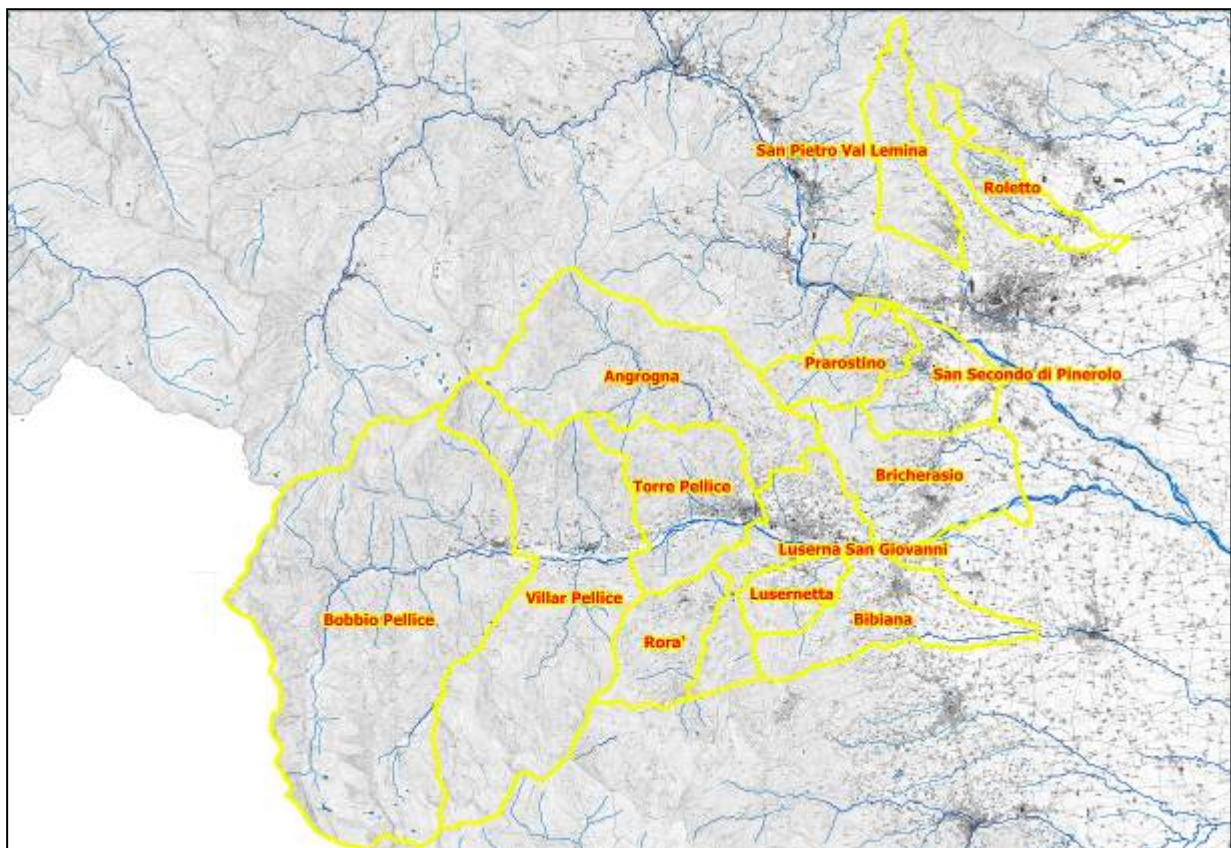 San Pietro Val Lemina
Roletto
Prarostino
San Secondo di Pinerolo
Angrogna
Bricherasio
Torre Pellice
Luserna San Giovanni
Villar Pellice
Lusernetta
Bobbio Pellice
Bibiana
Rora'